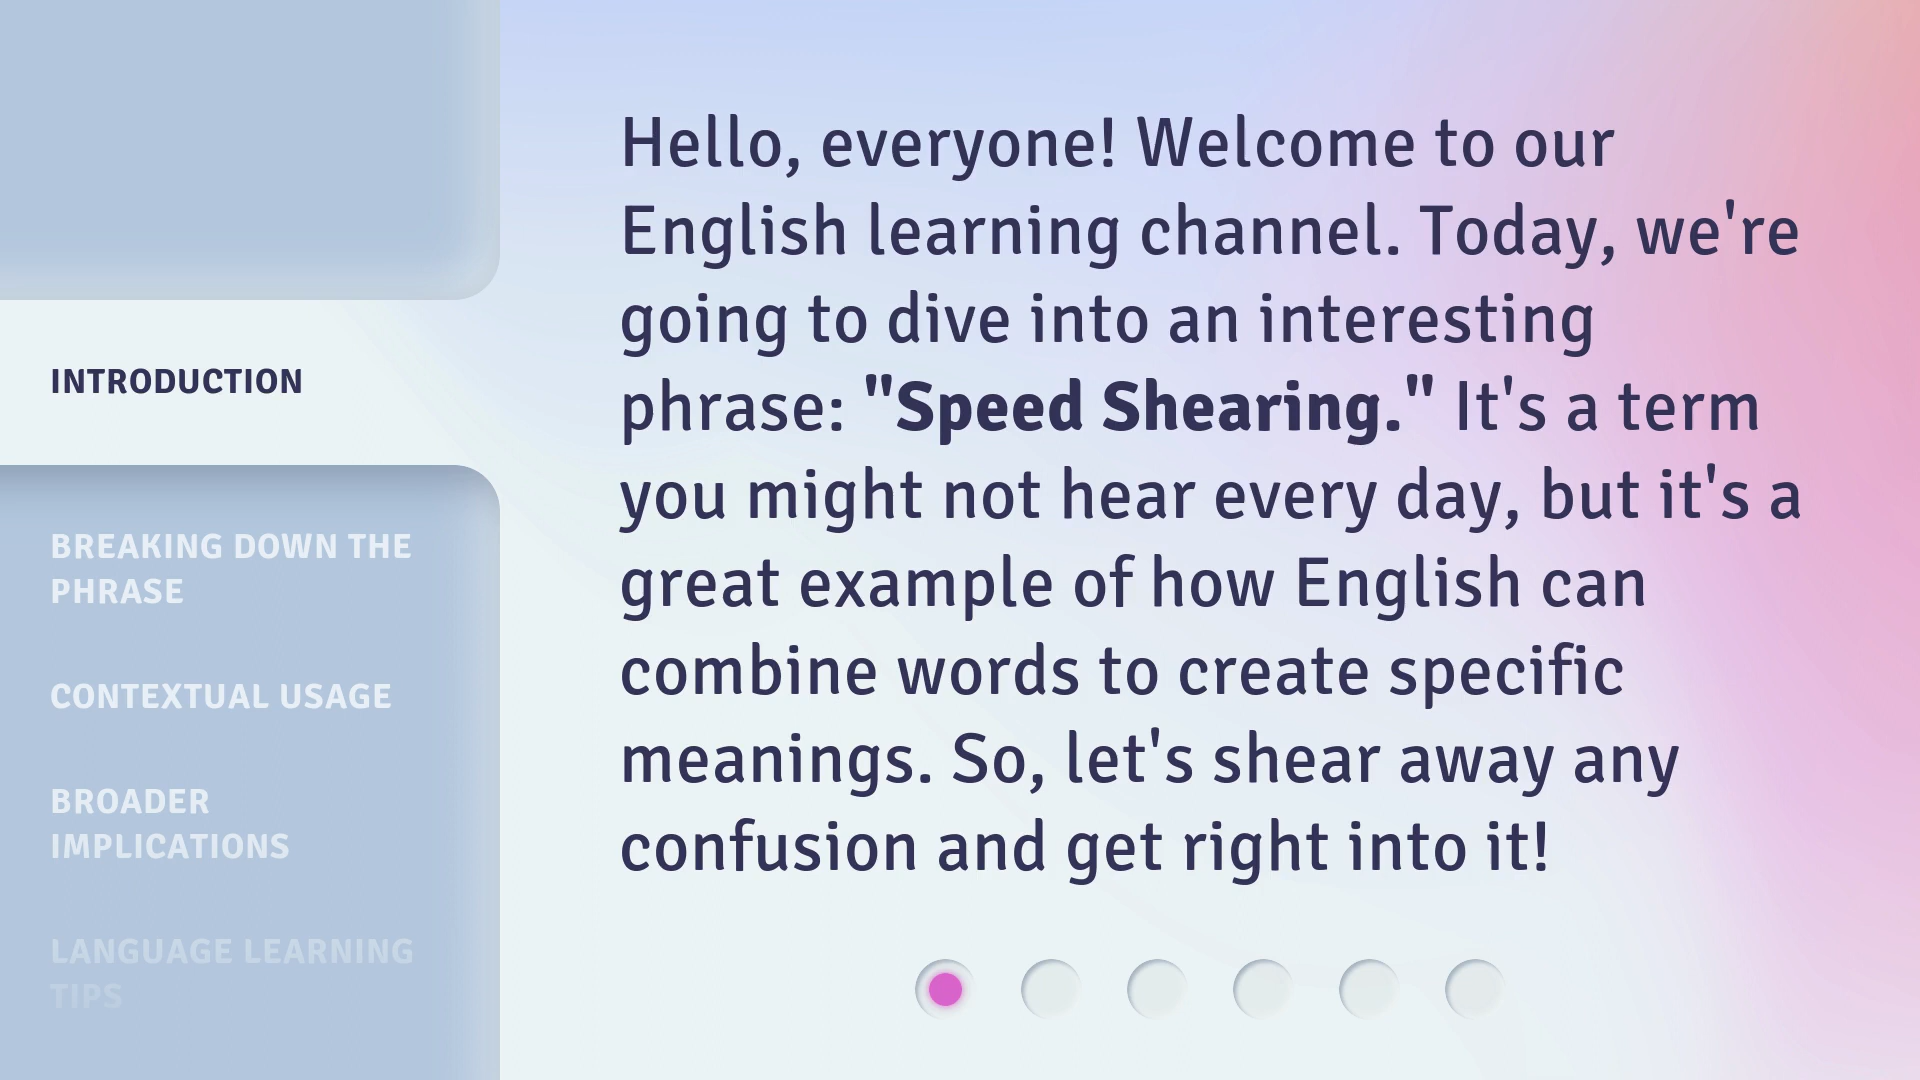 INTRODUCTION
BREAKING DOWN THE
PHRASE
CONTEXTUAL USAGE
BROADER
IMPLICATIONS
LANGUAGE LEARNING
TIPS
Hello, everyone! Welcome to our
English learning channel. Today, we're
going to dive into an interesting
phrase: "Speed Shearing." It's a term
you might not hear every day, but it's a
great example of how English can
combine words to create specific
meanings. So, let's shear away any
confusion and get right into it!